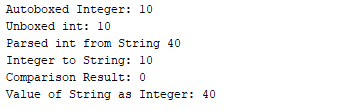 Autoboxed Integer: 10
Unboxed int: 10
Parsed int from String 40
Integer to String: 10
Comparison Result: 0
Value of String as Integer: 40